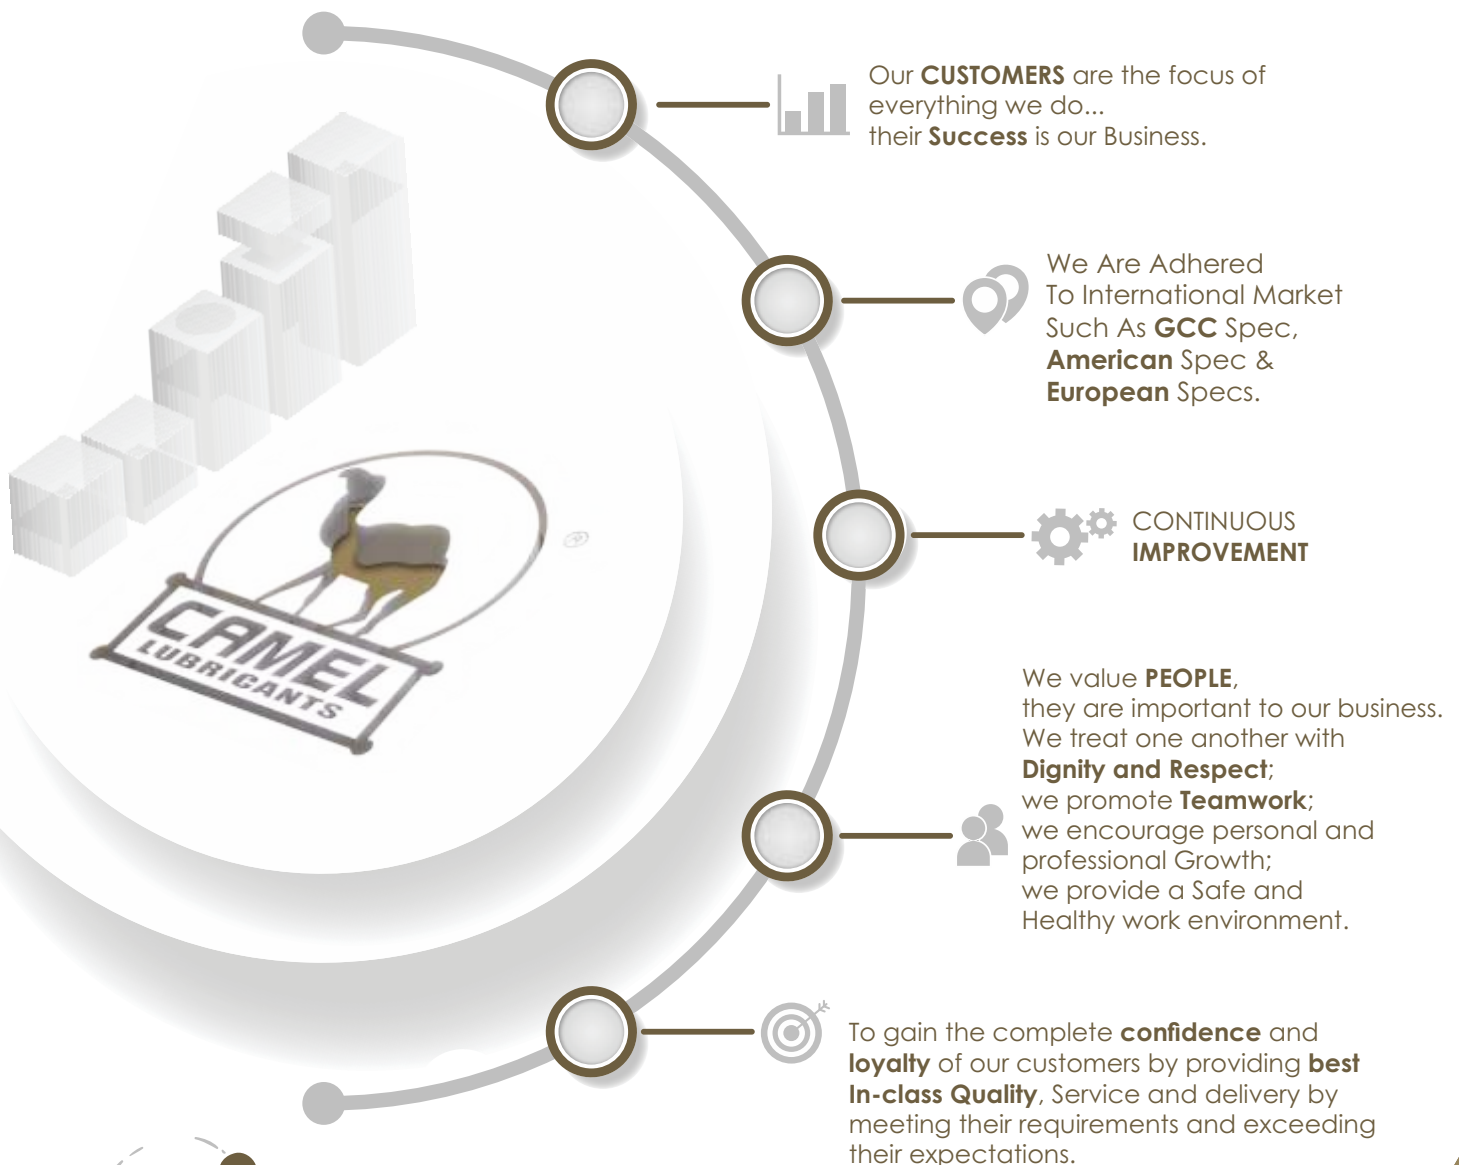 Our CUSTOMERS are the focus of
everything we do...
their Success is our Business.
We Are Adhered
To International Market
Such As GCC Spec,
American Spec &
European Specs.
CONTINUOUS
IMPROVEMENT
®
CAMEL
LUBRICANTS
We value PEOPLE,
they are important to our business.
We treat one another with
Dignity and Respect;
we promote Teamwork;
we encourage personal and
professional Growth;
we provide a Safe and
Healthy work environment.
To gain the complete confidence and
loyalty of our customers by providing best
In-class Quality, Service and delivery by
meeting their requirements and exceeding
their expectations.